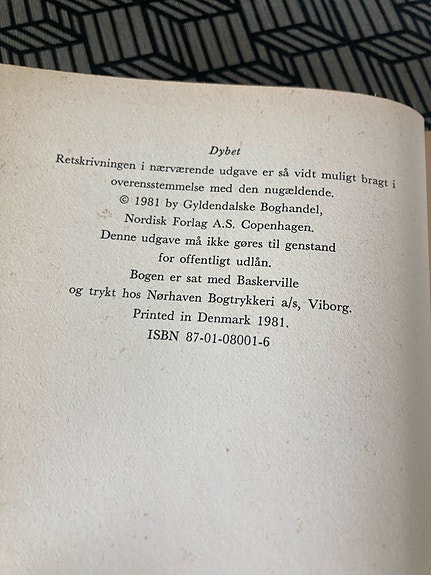 Dybet
Retskrivningen i nærværende udgave er så vidt muligt bragt i
overensstemmelse med den nugældende.
© 1981 by Gyldendalske Boghandel,
Nordisk Forlag A.S. Copenhagen.
Denne udgave må ikke gøres til genstand
for offentligt udlån.
Bogen er sat med Baskerville
og trykt hos Nørhaven Bogtrykkeri a/s, Viborg.
Printed in Denmark 1981.
ISBN 87-01-08001-6